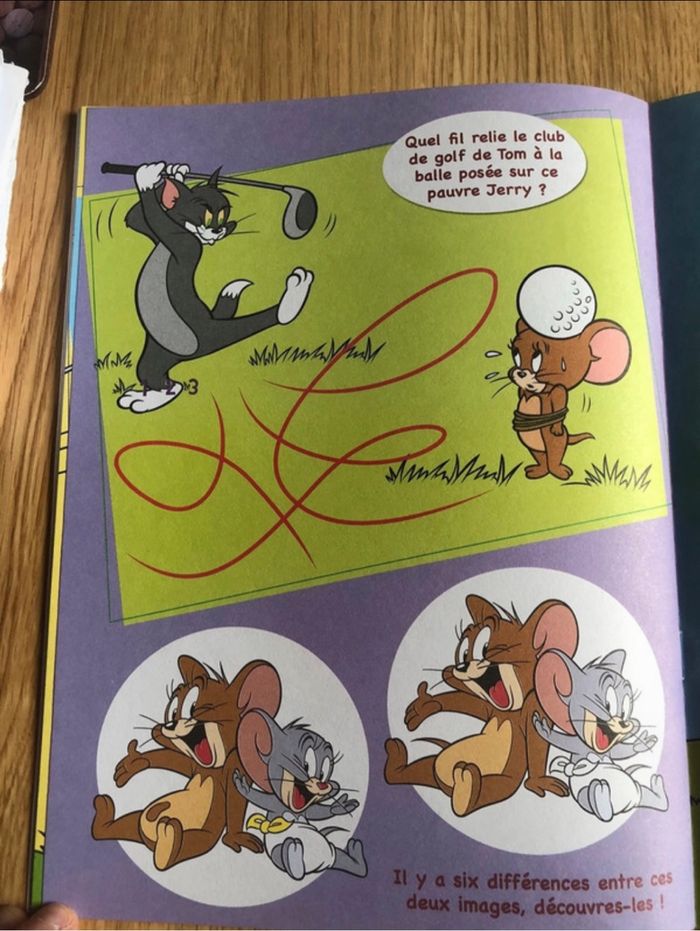 Quel fil relie le club
de golf de Tom à la
balle posée sur ce
pauvre Jerry ?
Il y a six différences entre ces
deux images, découvres-les !